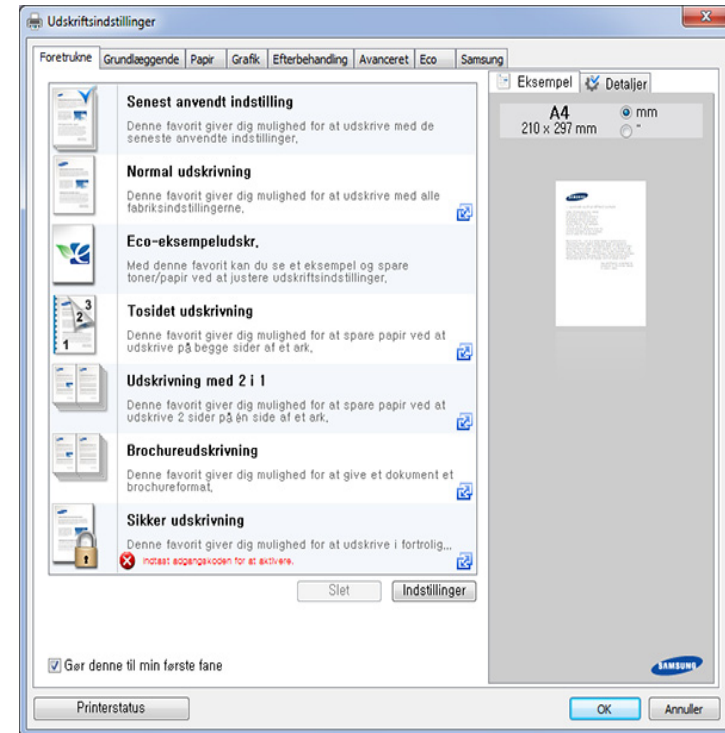 Udskriftsindstillinger
Foretrukne Grundlæggende Papir Grafik Efterbehandling Avanceret Eco Samsung
Senest anvendt indstilling
Denne favorit giver dig mulighed for at udskrive med de
seneste anvendte indstillinger,
Normal udskrivning
Denne favorit giver dig mulighed for at udskrive med alle
fabriksindstillingerne,
Eco-eksempeludskr,
Med denne favorit kan du se et eksempel og spare
toner/papir ved at justere udskriftsindstillinger,
3
2
1
Tosidet udskrivning
Denne favorit giver dig mulighed for at spare papir ved at
udskrive på begge sider af et ark,
Udskrivning med 2 i 1
Denne favorit giver dig mulighed for at spare papir ved at
udskrive 2 sider på én side af et ark,
Brochureudskrivning
Denne favorit giver dig mulighed for at give et dokument et
brochureformat,
Sikker udskrivning
Denne favorit giver dig mulighed for at udskrive i fortrolig,,,
Indtast adgangskoden for at aktivere.
Slet Indstillinger
Gør denne til min første fane
Eksempel Detaljer
A4 mm
210 x 297 mm "
SAMSUNG
Printerstatus OK Annuller